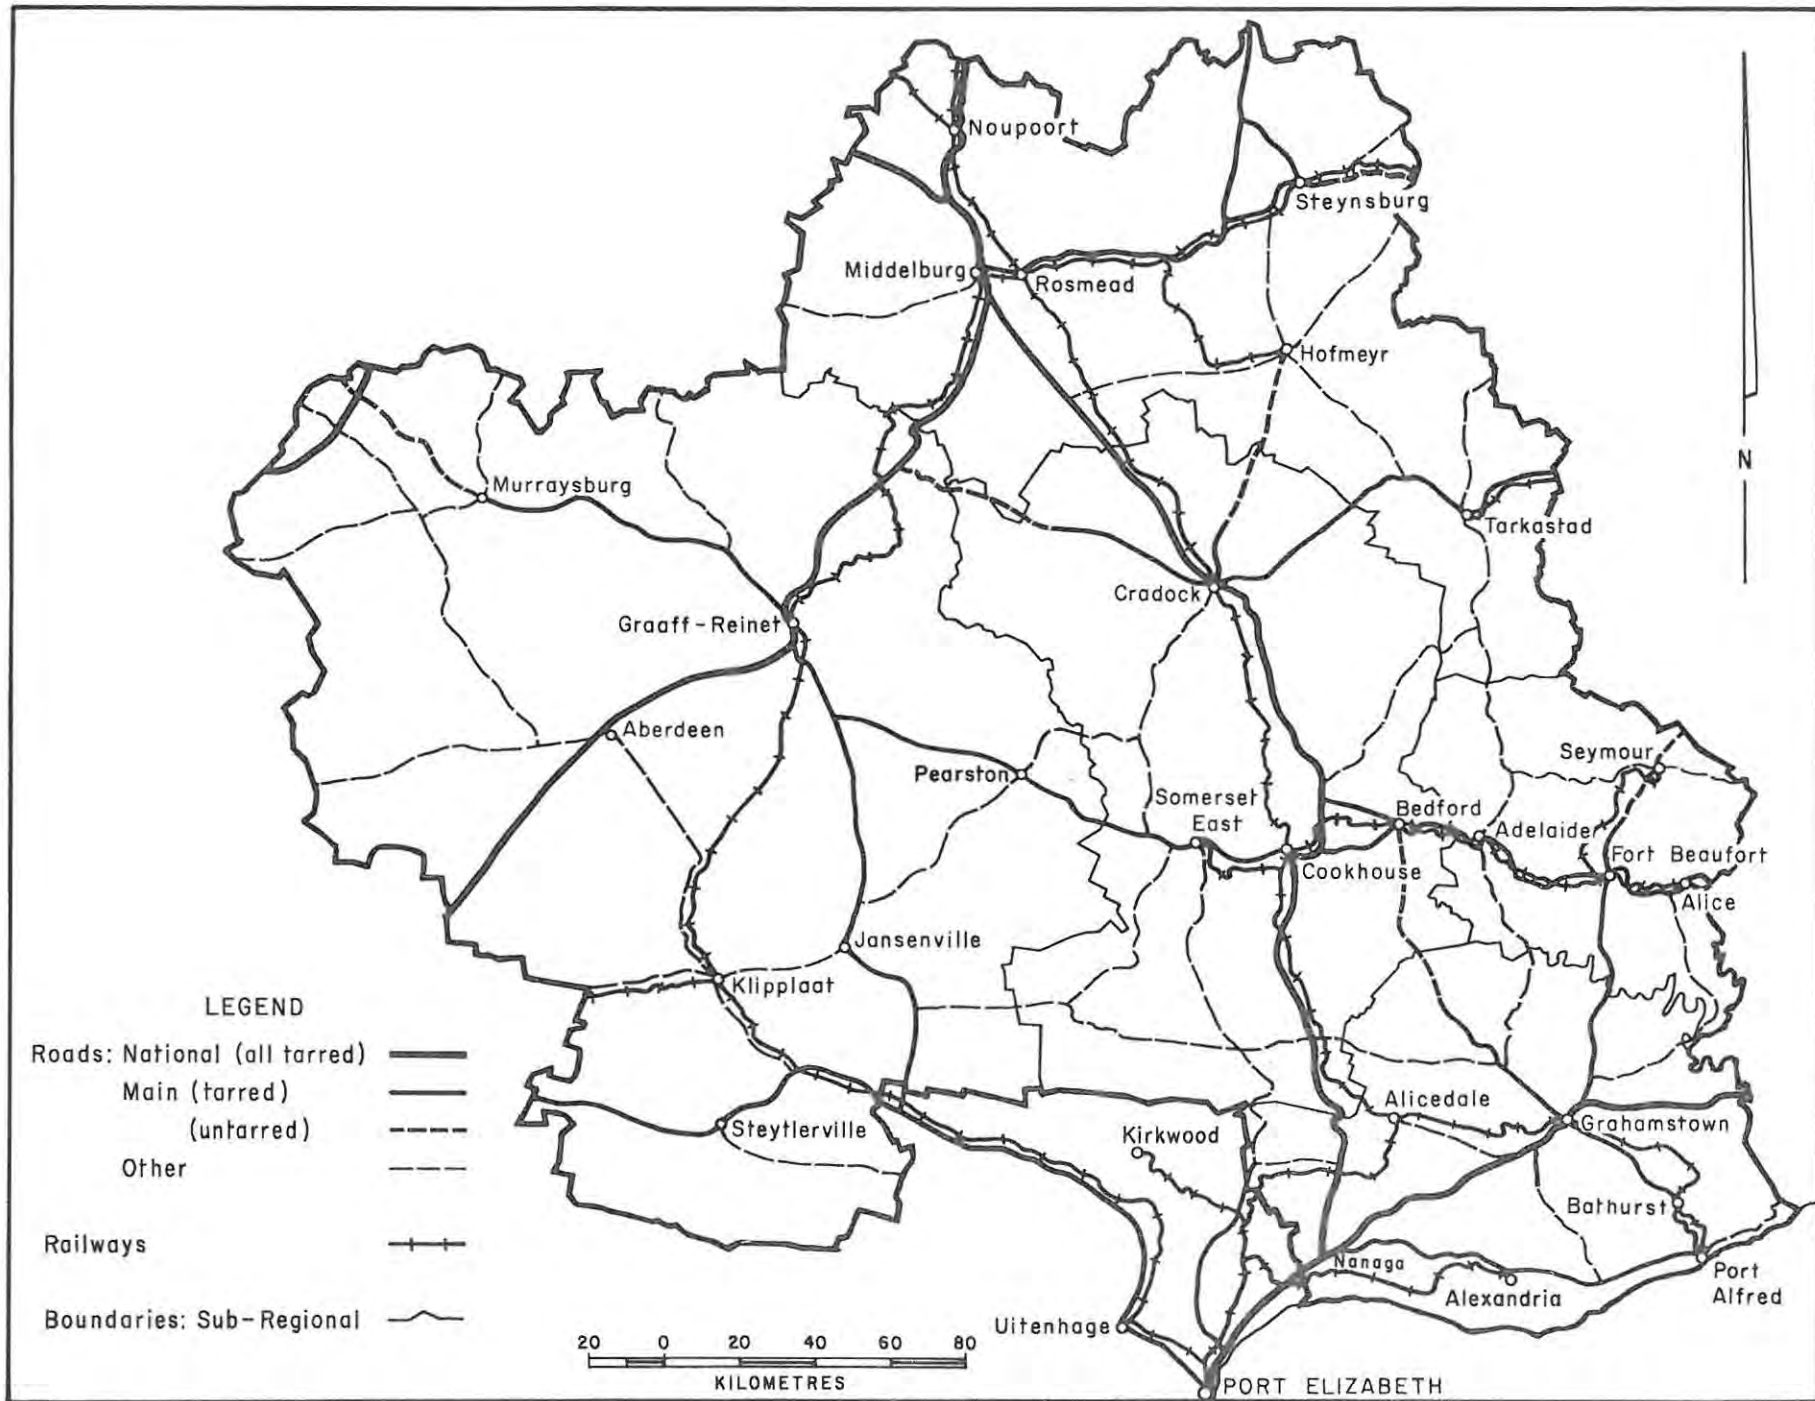 Noupoort
Steynsburg
Middelburg
Rosmead
Hofmeyr
Murraysburg
N
Tarkastad
Cradock
Graaff-Reinet
Aberdeen
Seymour
Pearston
Somerset
East
Bedford
Adelaide
Cookhouse
Fort Beaufort
Alice
Jansenville
Klipplaat
LEGEND
Roads: National (all tarred)
Main (tarred)
(untarred)
Other
Railways
Boundaries: Sub-Regional
Alicedale
Grahamstown
Steytlerville
Kirkwood
Bathurst
Nanaga
Port
Alfred
Alexandria
Uitenhage
20 0 20 40 60 80
KILOMETRES
PORT ELIZABETH